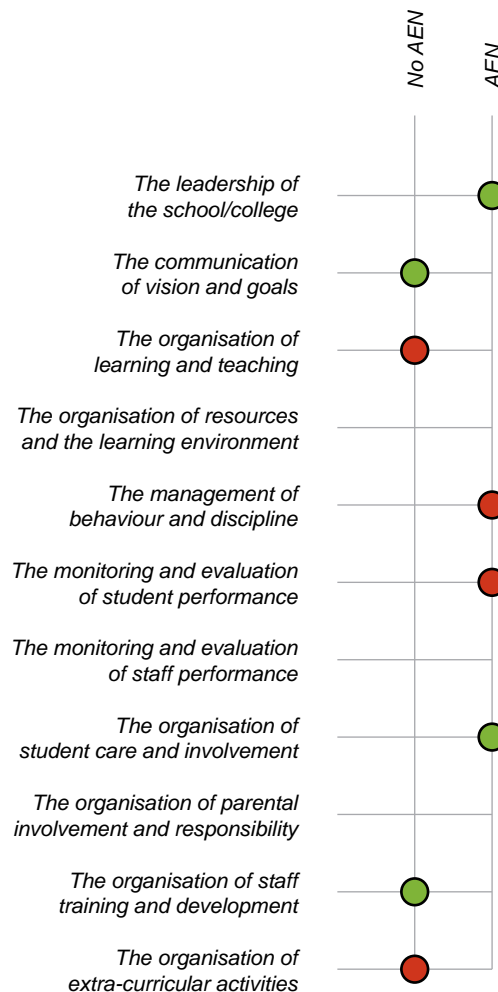 No AEN
AEN
The leadership of
the school/college
The communication
of vision and goals
The organisation of
learning and teaching
The organisation of resources
and the learning environment
The management of
behaviour and discipline
The monitoring and evaluation
of student performance
The monitoring and evaluation
of staff performance
The organisation of
student care and involvement
The organisation of parental
involvement and responsibility
The organisation of staff
training and development
The organisation of
extra-curricular activities